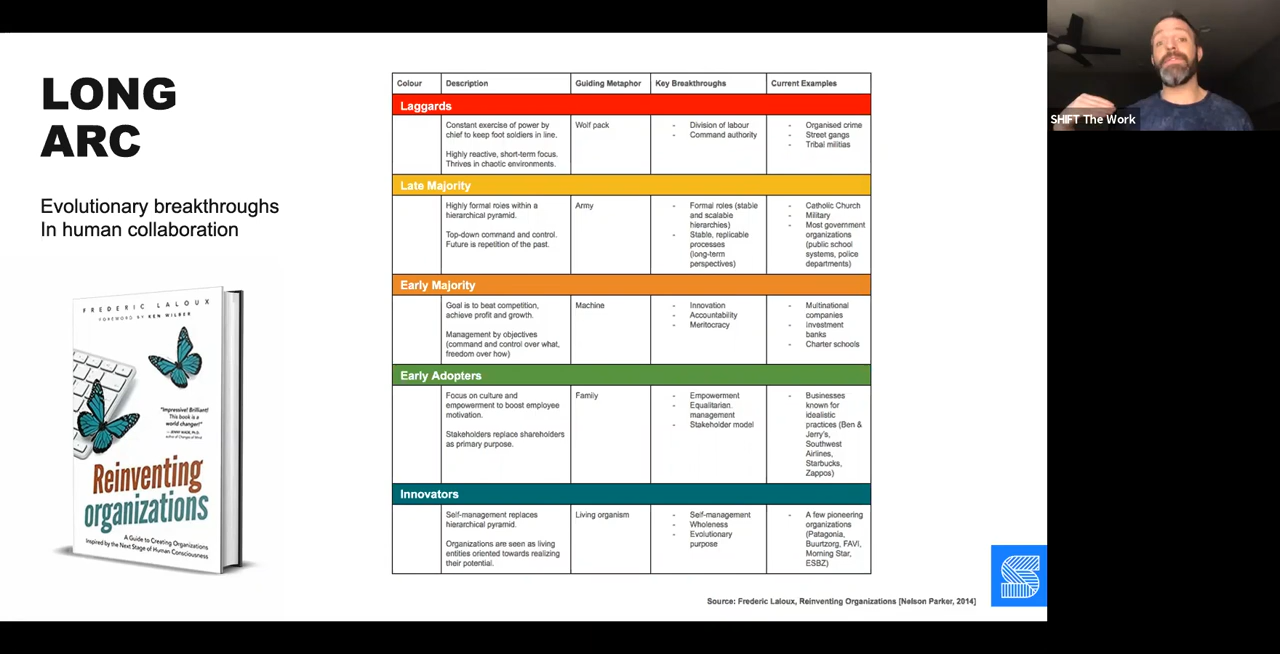 LONG
ARC
Evolutionary breakthroughs
In human collaboration
FREDERIC LALOUX
FOREWORD BY KEN WILBER
"Impressive! Brilliant!
This book is a
world changer!"
Reinventing
organizations
A Guide to Creating Organizations
Inspired by the Next Stage of Human Consciousness
Colour Description Guiding Metaphor Key Breakthroughs Current Examples
Laggards
Constant exercise of power by
chief to keep foot soldiers in line.
Highly reactive, short-term focus.
Thrives in chaotic environments.
Wolf pack
- Division of labour
- Command authority
- Organised crime
- Street gangs
- Tribal militias
Late Majority
Highly formal roles within a
hierarchical pyramid.
Top-down command and control.
Future is repetition of the past.
Army
- Formal roles (stable
and scalable
hierarchies)
- Stable, replicable
processes
(long-term
perspectives)
- Catholic Church
- Military
- Most government
organizations
(public school
systems, police
departments)
Early Majority
Goal is to beat competition,
achieve profit and growth.
Management by objectives
(command and control over what,
freedom over how)
Machine
- Innovation
- Accountability
- Meritocracy
- Multinational
companies
- Investment
banks
- Charter schools
Early Adopters
Focus on culture and
empowerment to boost employee
motivation.
Stakeholders replace shareholders
as primary purpose.
Family
- Empowerment
- Equalitarian
management
- Stakeholder model
- Businesses
known for
idealistic
practices (Ben &
Jerry's,
Southwest
Airlines,
Starbucks,
Zappos)
Innovators
Self-management replaces
hierarchical pyramid.
Organizations are seen as living
entities oriented towards realizing
their potential.
Living organism
- Self-management
- Wholeness
- Evolutionary
purpose
- A few pioneering
organizations
(Patagonia,
Buurtzorg, FAVI,
Morning Star,
ESBZ)
Source: Frederic Laloux, Reinventing Organizations [Nelson Parker, 2014]
SHIFT The Work